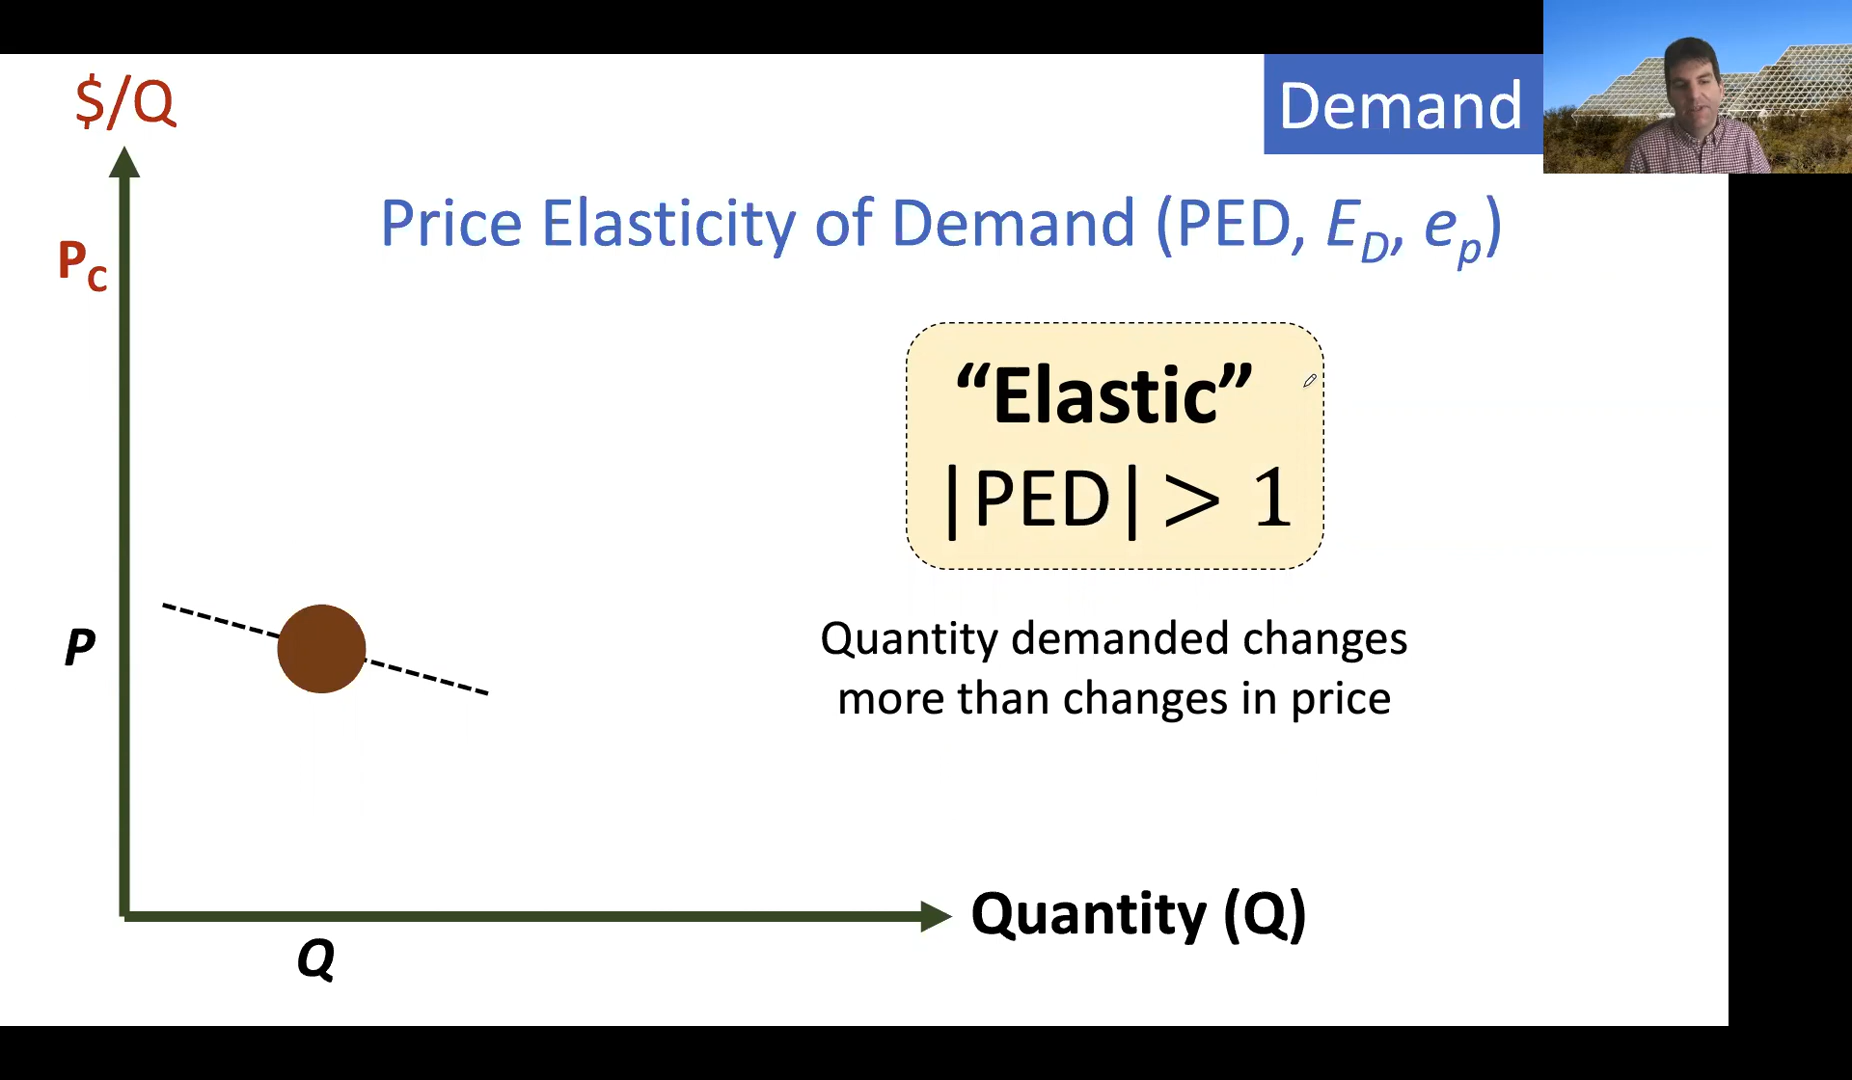 $/Q
Demand
Price Elasticity of Demand (PED, E_D, e_p)
P_C
“Elastic”
|PED| > 1
Quantity demanded changes
more than changes in price
P
Quantity (Q)
Q